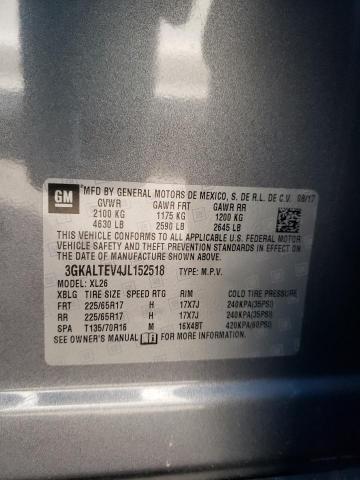 GM
MFD BY GENERAL MOTORS DE MEXICO, S. DE R.L. DE C.V. 08/17
GVWR GAWR FRT GAWR RR
2100 KG 1175 KG 1200 KG
4630 LB 2590 LB 2645 LB
THIS VEHICLE CONFORMS TO ALL APPLICABLE U.S. FEDERAL MOTOR
VEHICLE SAFETY, BUMPER, AND THEFT PREVENTION STANDARDS
IN EFFECT ON THE DATE OF MANUFACTURE SHOWN ABOVE.
3GKALTEV4JL152518 TYPE: M.P.V.
MODEL: XL26
XBLG TIRE SIZE SPEED RTG RIM COLD TIRE PRESSURE
FRT 225/65R17 H 17X7J 240KPA(35PSI)
RR 225/65R17 H 17X7J 240KPA(35PSI)
SPA T135/70R16 M 16X4BT 420KPA(60PSI)
SEE OWNER'S MANUAL FOR MORE INFORMATION.